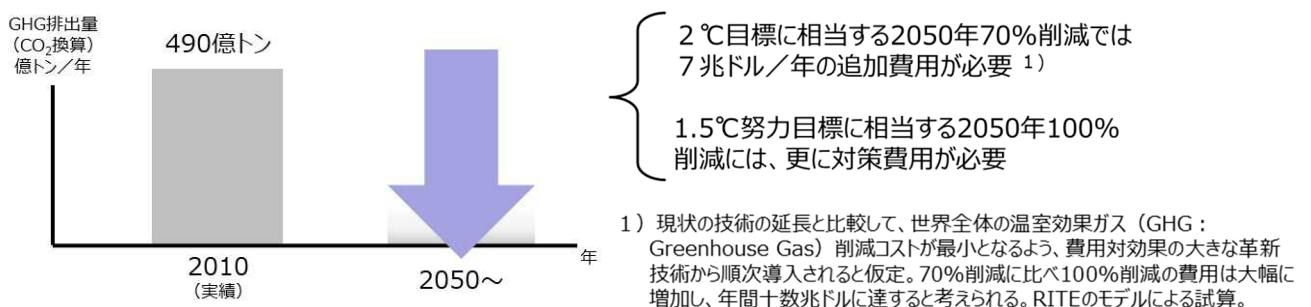 GHG排出量
（CO₂換算）
億トン／年
490億トン
2010
（実績）
2050～
年
２℃目標に相当する2050年70%削減では
７兆ドル／年の追加費用が必要 1）
1.5℃努力目標に相当する2050年100%
削減には、更に対策費用が必要
1）現状の技術の延長と比較して、世界全体の温室効果ガス（GHG：
Greenhouse Gas）削減コストが最小となるよう、費用対効果の大きな革新
技術から順次導入されると仮定。70%削減に比べ100%削減の費用は大幅に
増加し、年間十数兆ドルに達すると考えられる。RITEのモデルによる試算。